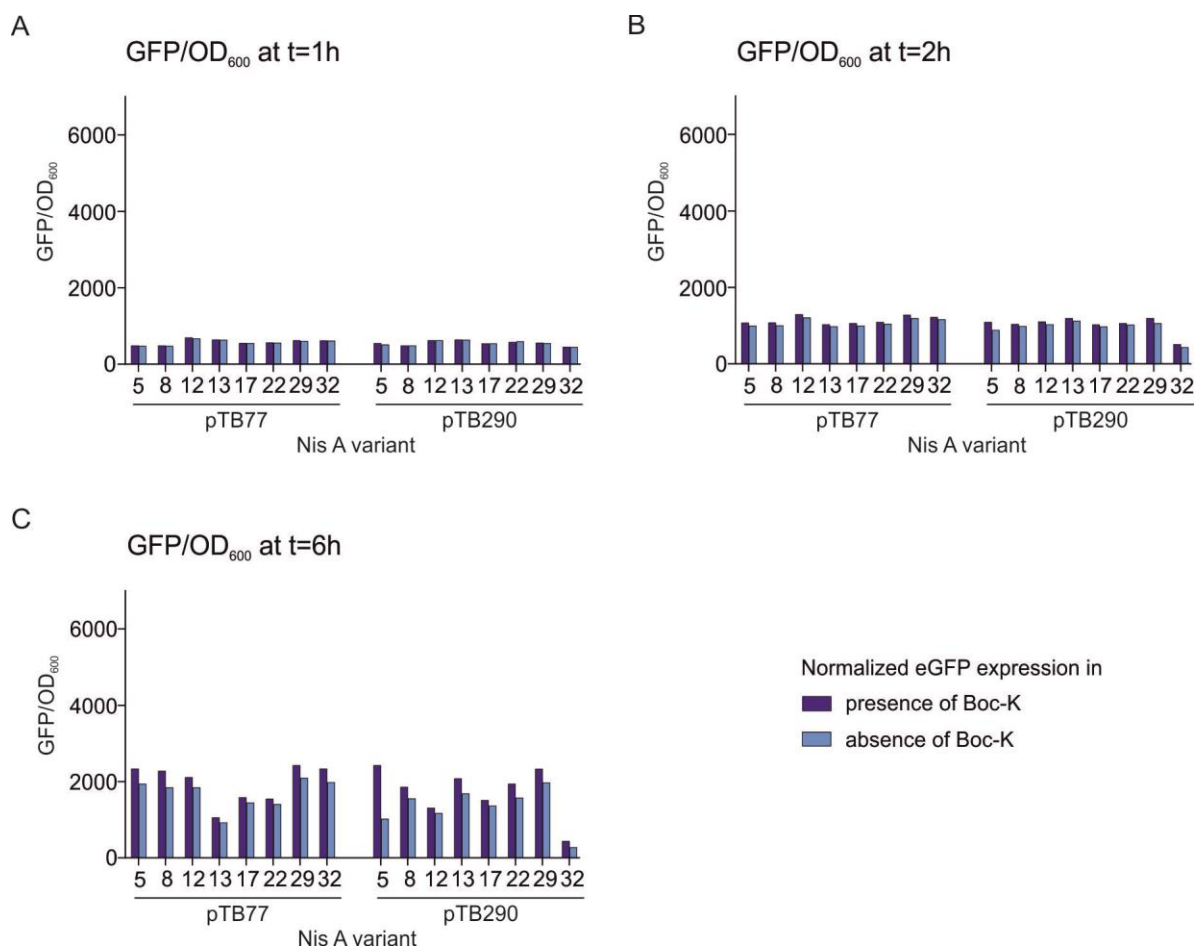 A
GFP/OD600 at t=1h
6000
4000
2000
0
GFP/OD600
5 8 12 13 17 22 29 32 5 8 12 13 17 22 29 32
pTB77 pTB290
Nis A variant
B
GFP/OD600 at t=2h
6000
4000
2000
0
GFP/OD600
5 8 12 13 17 22 29 32 5 8 12 13 17 22 29 32
pTB77 pTB290
Nis A variant
C
GFP/OD600 at t=6h
6000
4000
2000
0
GFP/OD600
5 8 12 13 17 22 29 32 5 8 12 13 17 22 29 32
pTB77 pTB290
Nis A variant
Normalized eGFP expression in
presence of Boc-K
absence of Boc-K